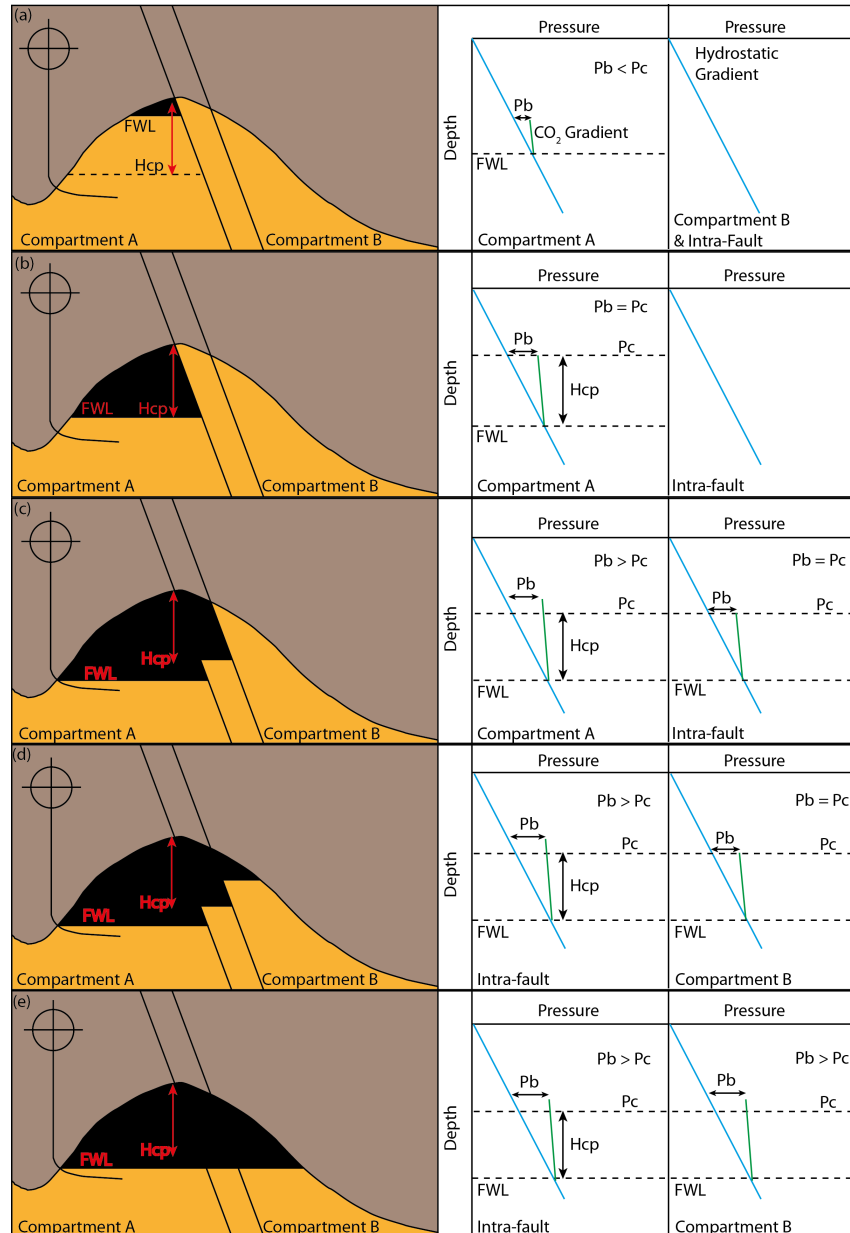 (a)
FWL
Hcp
Compartment A
Compartment B
Pressure
Pressure
Depth
Pb < Pc
Pb
CO2 Gradient
FWL
Compartment A
Hydrostatic
Gradient
Compartment B
& Intra-Fault
(b)
FWL
Hcp
Compartment A
Compartment B
Pressure
Pressure
Depth
Pb = Pc
Pb
Pc
Hcp
FWL
Compartment A
Intra-fault
(c)
Hcp
FWL
Compartment A
Compartment B
Pressure
Pressure
Depth
Pb > Pc
Pb
Pc
Hcp
FWL
Compartment A
Pb = Pc
Pb
Pc
FWL
Intra-fault
(d)
Hcp
FWL
Compartment A
Compartment B
Pressure
Pressure
Depth
Pb > Pc
Pb
Pc
Hcp
FWL
Intra-fault
Pb = Pc
Pb
Pc
FWL
Compartment B
(e)
Hcp
FWL
Compartment A
Compartment B
Pressure
Pressure
Depth
Pb > Pc
Pb
Pc
Hcp
FWL
Intra-fault
Pb > Pc
Pb
Pc
FWL
Compartment B